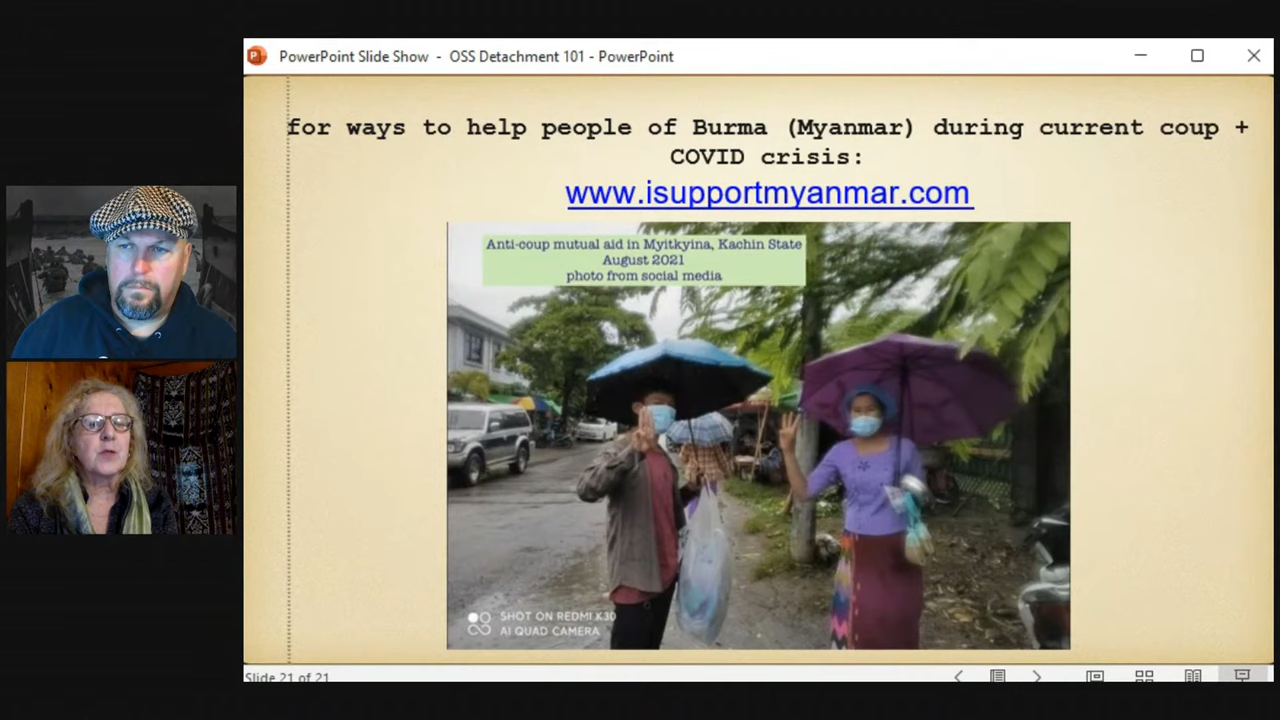 PowerPoint Slide Show - OSS Detachment 101 - PowerPoint
for ways to help people of Burma (Myanmar) during current coup +
COVID crisis:
www.isupportmyanmar.com
Anti-coup mutual aid in Myitkyina, Kachin State
August 2021
photo from social media
SHOT ON REDMI K30
AI QUAD CAMERA
Slide 21 of 21